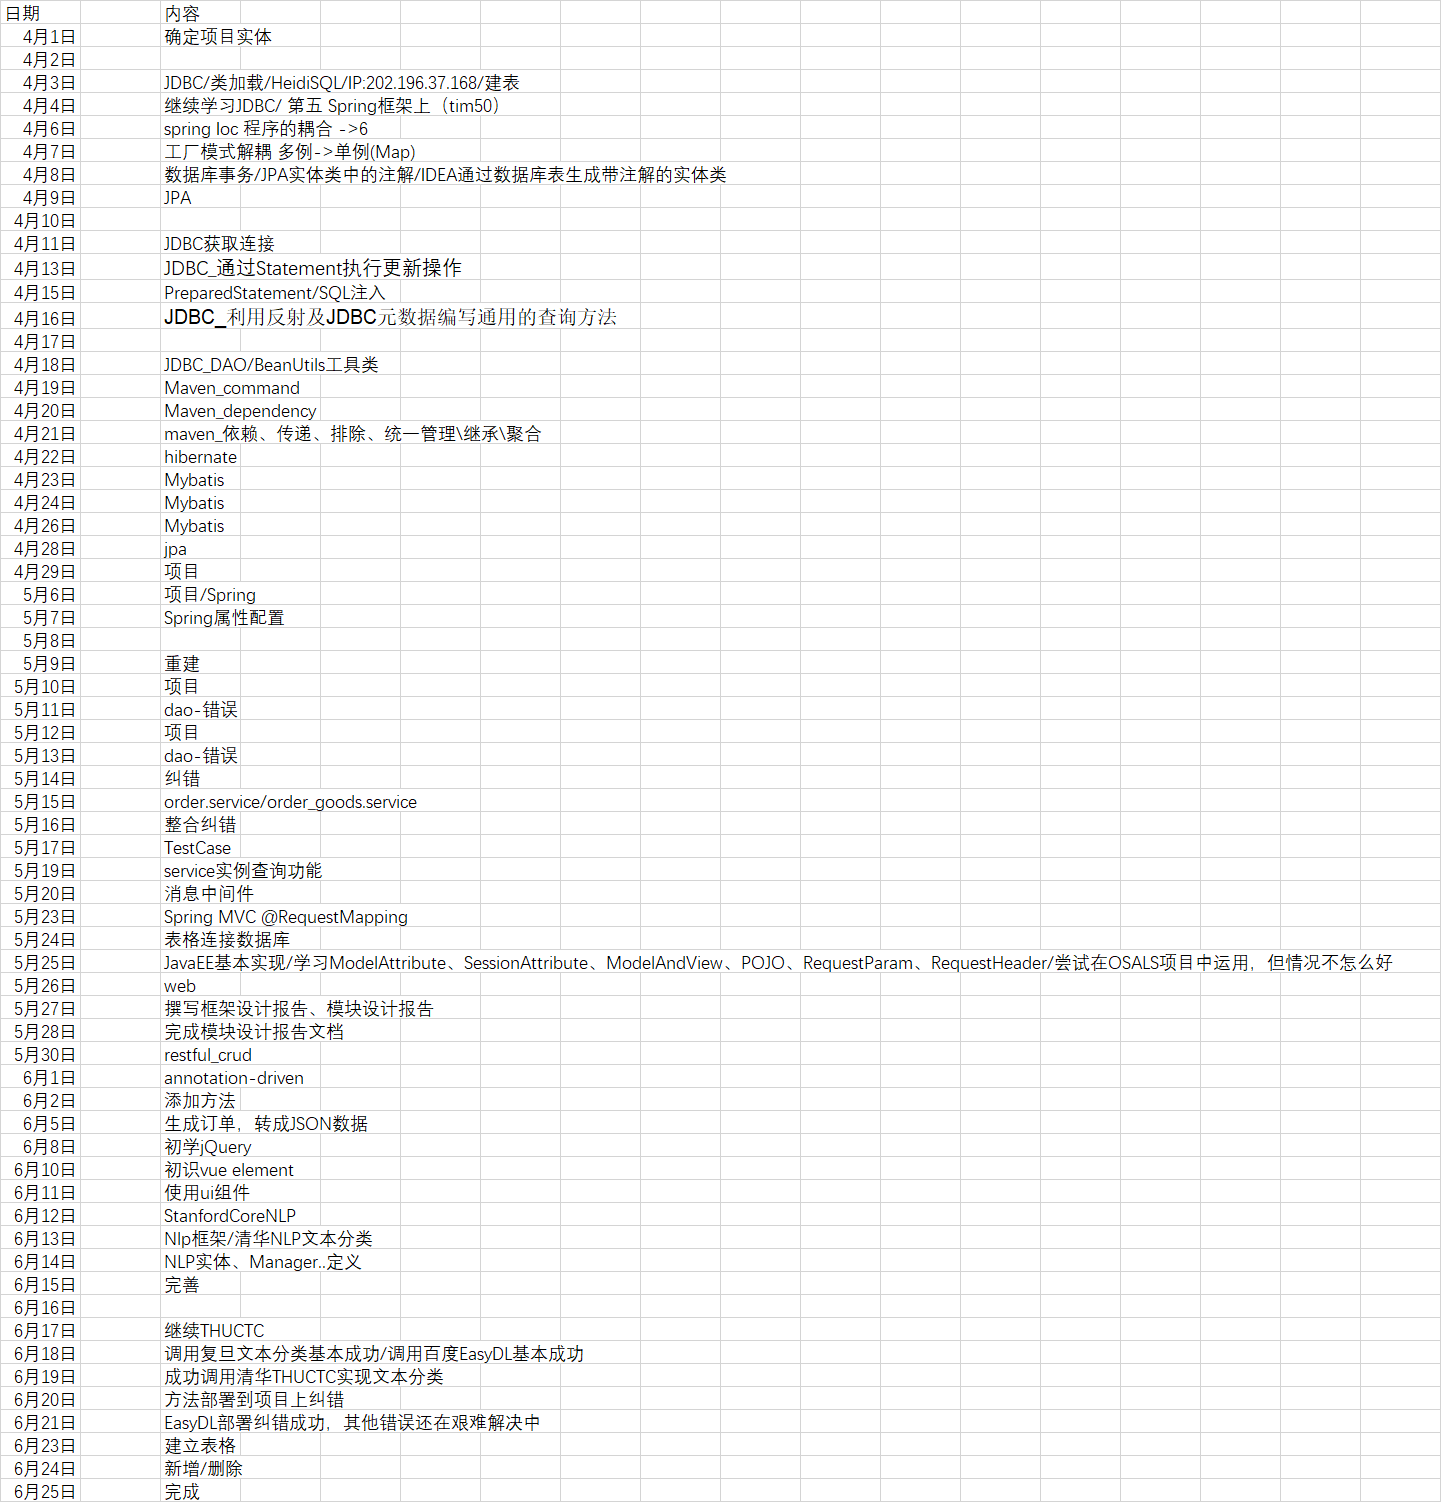 日期 内容
4月1日 确定项目实体
4月2日
4月3日 JDBC/类加载/HeidiSQL/IP:202.196.37.168/建表
4月4日 继续学习JDBC/ 第五 Spring框架上（tim50）
4月6日 spring Ioc 程序的耦合 ->6
4月7日 工厂模式解耦 多例->单例(Map)
4月8日 数据库事务/JPA实体类中的注解/IDEA通过数据库表生成带注解的实体类
4月9日 JPA
4月10日
4月11日 JDBC获取连接
4月13日 JDBC_通过Statement执行更新操作
4月15日 PreparedStatement/SQL注入
4月16日 JDBC_利用反射及JDBC元数据编写通用的查询方法
4月17日
4月18日 JDBC_DAO/BeanUtils工具类
4月19日 Maven_command
4月20日 Maven_dependency
4月21日 maven_依赖、传递、排除、统一管理\继承\聚合
4月22日 hibernate
4月23日 Mybatis
4月24日 Mybatis
4月26日 Mybatis
4月28日 jpa
4月29日 项目
5月6日 项目/Spring
5月7日 Spring属性配置
5月8日
5月9日 重建
5月10日 项目
5月11日 dao-错误
5月12日 项目
5月13日 dao-错误
5月14日 纠错
5月15日 order.service/order_goods.service
5月16日 整合纠错
5月17日 TestCase
5月19日 service实例查询功能
5月20日 消息中间件
5月23日 Spring MVC @RequestMapping
5月24日 表格连接数据库
5月25日 JavaEE基本实现/学习ModelAttribute、SessionAttribute、ModelAndView、POJO、RequestParam、RequestHeader/尝试在OSALS项目中运用，但情况不怎么好
5月26日 web
5月27日 撰写框架设计报告、模块设计报告
5月28日 完成模块设计报告文档
5月30日 restful_crud
6月1日 annotation-driven
6月2日 添加方法
6月5日 生成订单，转成JSON数据
6月8日 初学jQuery
6月10日 初识vue element
6月11日 使用ui组件
6月12日 StanfordCoreNLP
6月13日 Nlp框架/清华NLP文本分类
6月14日 NLP实体、Manager..定义
6月15日 完善
6月16日
6月17日 继续THUCTC
6月18日 调用复旦文本分类基本成功/调用百度EasyDL基本成功
6月19日 成功调用清华THUCTC实现文本分类
6月20日 方法部署到项目上纠错
6月21日 EasyDL部署纠错成功，其他错误还在艰难解决中
6月23日 建立表格
6月24日 新增/删除
6月25日 完成